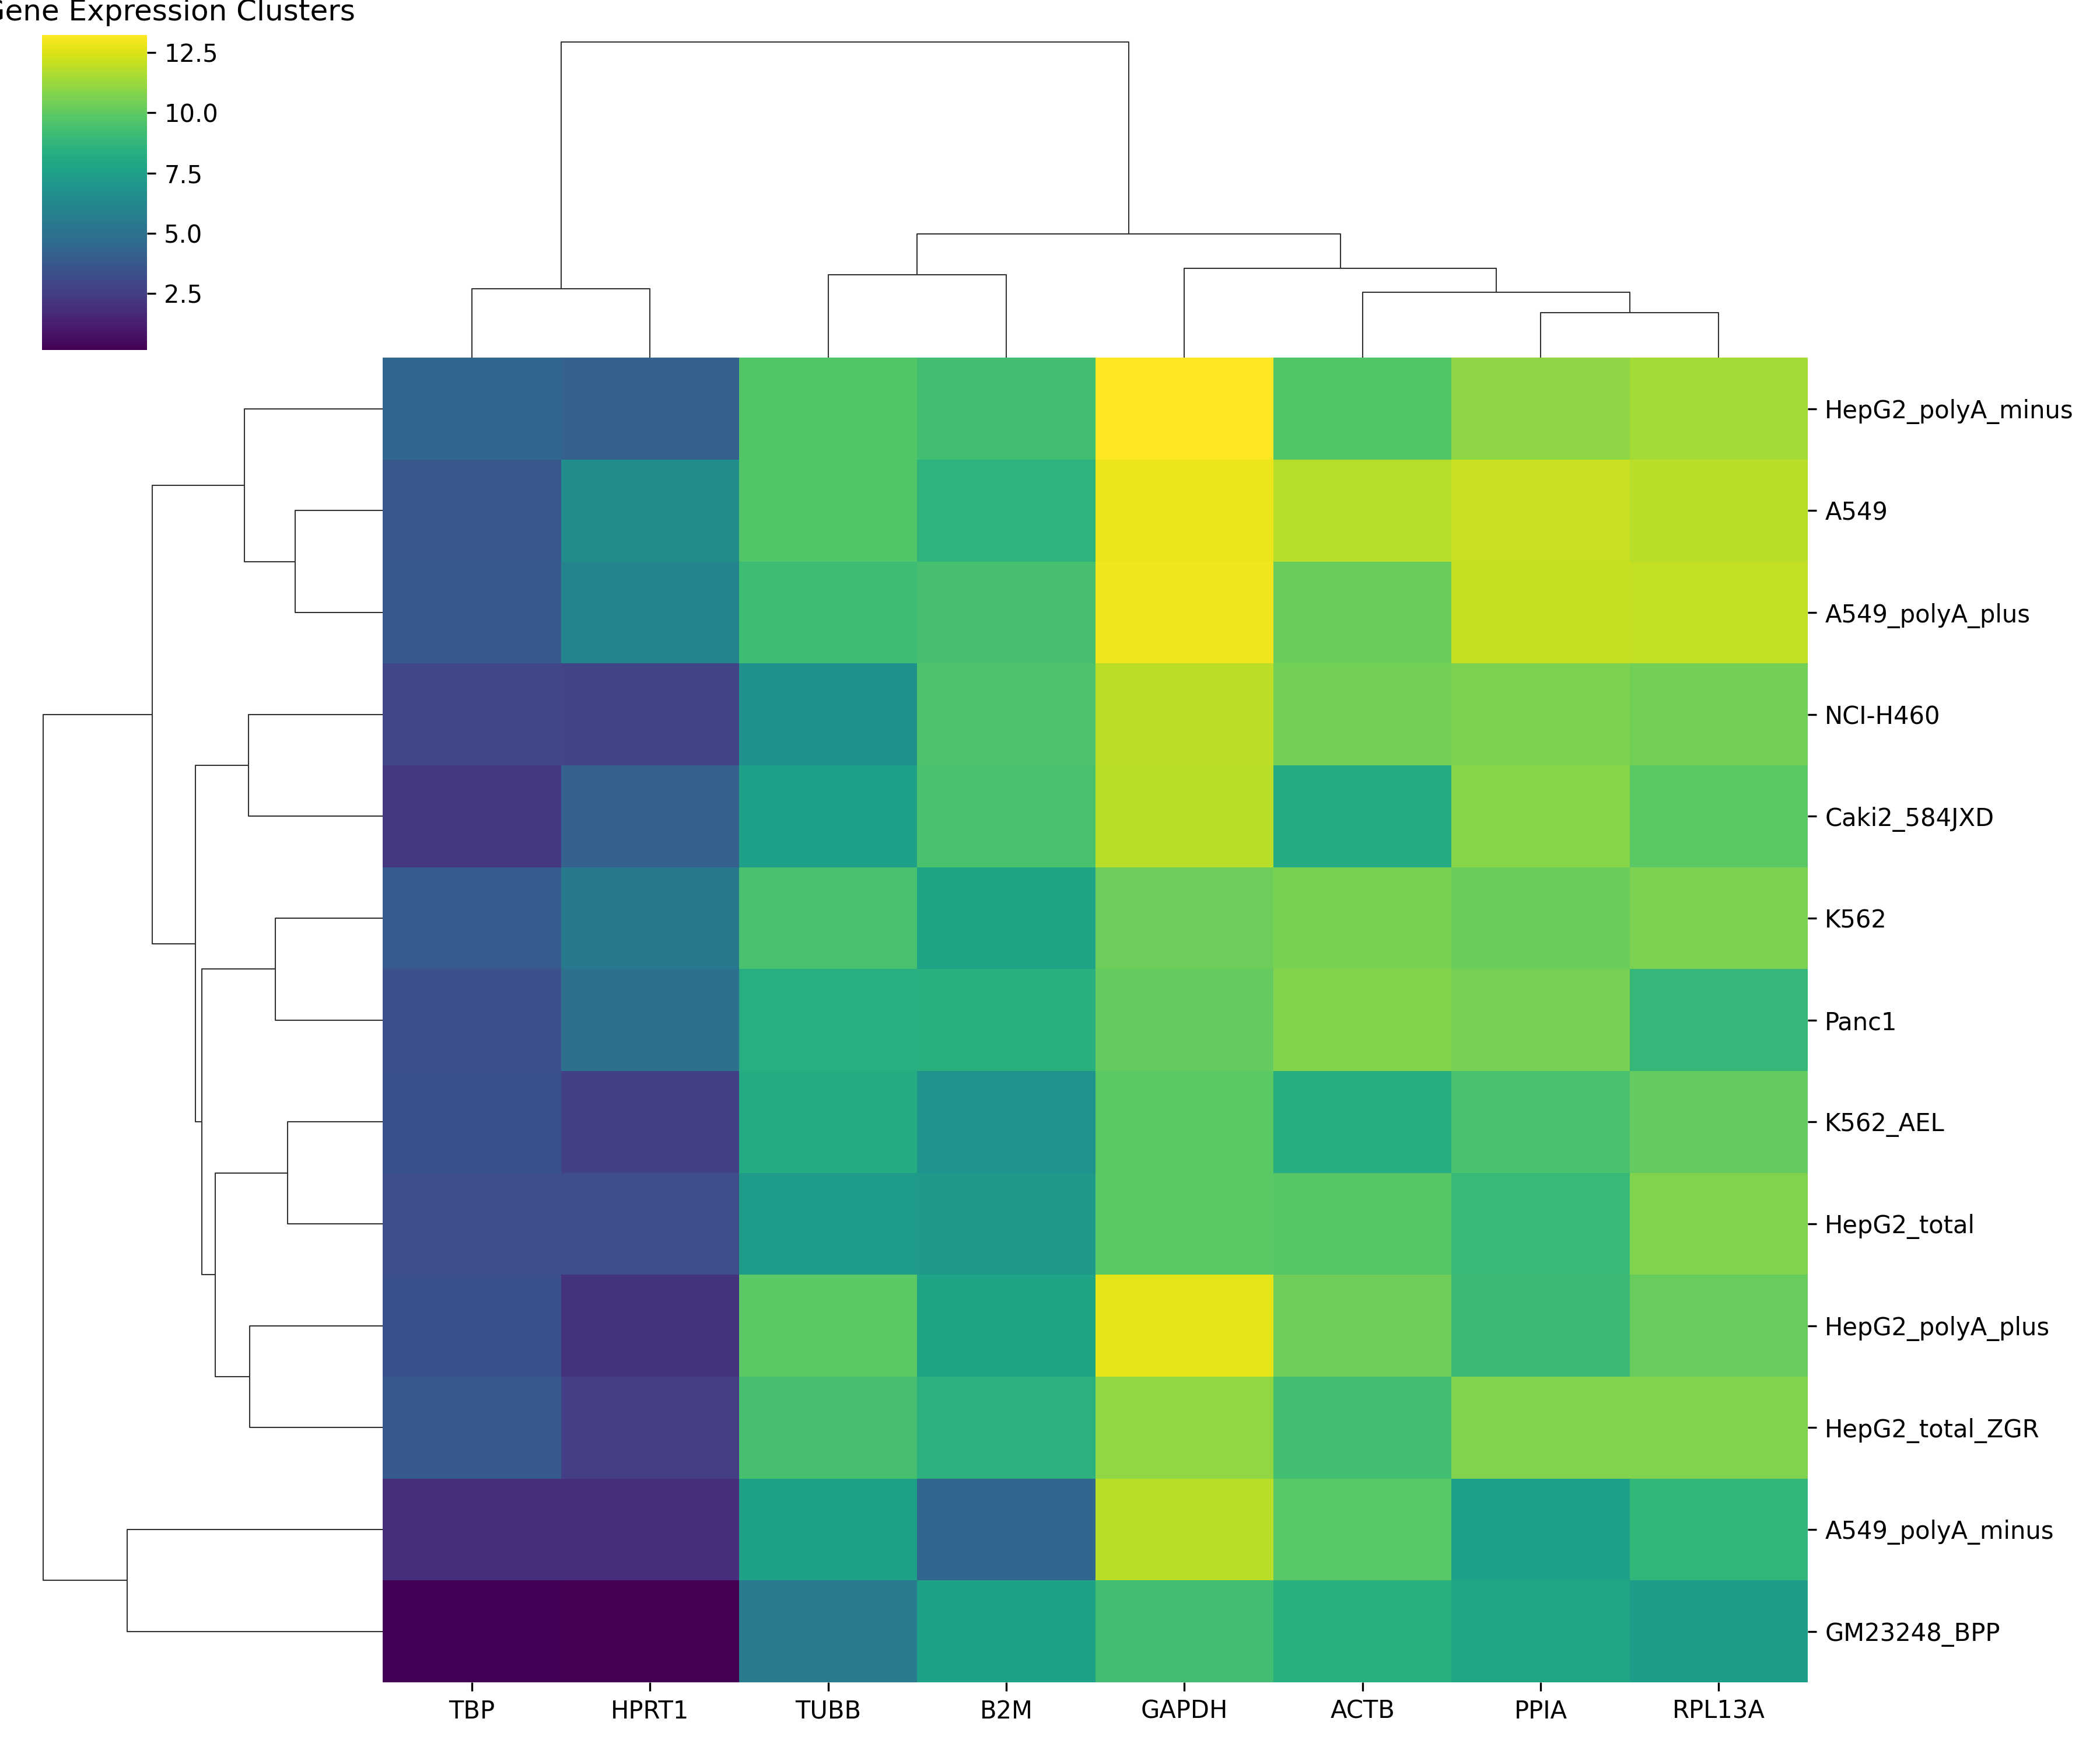 ene Expression Clusters
12.5
10.0
7.5
5.0
2.5
HepG2_polyA_minus
A549
A549_polyA_plus
NCI-H460
Caki2_584JXD
K562
Panc1
K562_AEL
HepG2_total
HepG2_polyA_plus
HepG2_total_ZGR
A549_polyA_minus
GM23248_BPP
TBP HPRT1 TUBB B2M GAPDH ACTB PPIA RPL13A